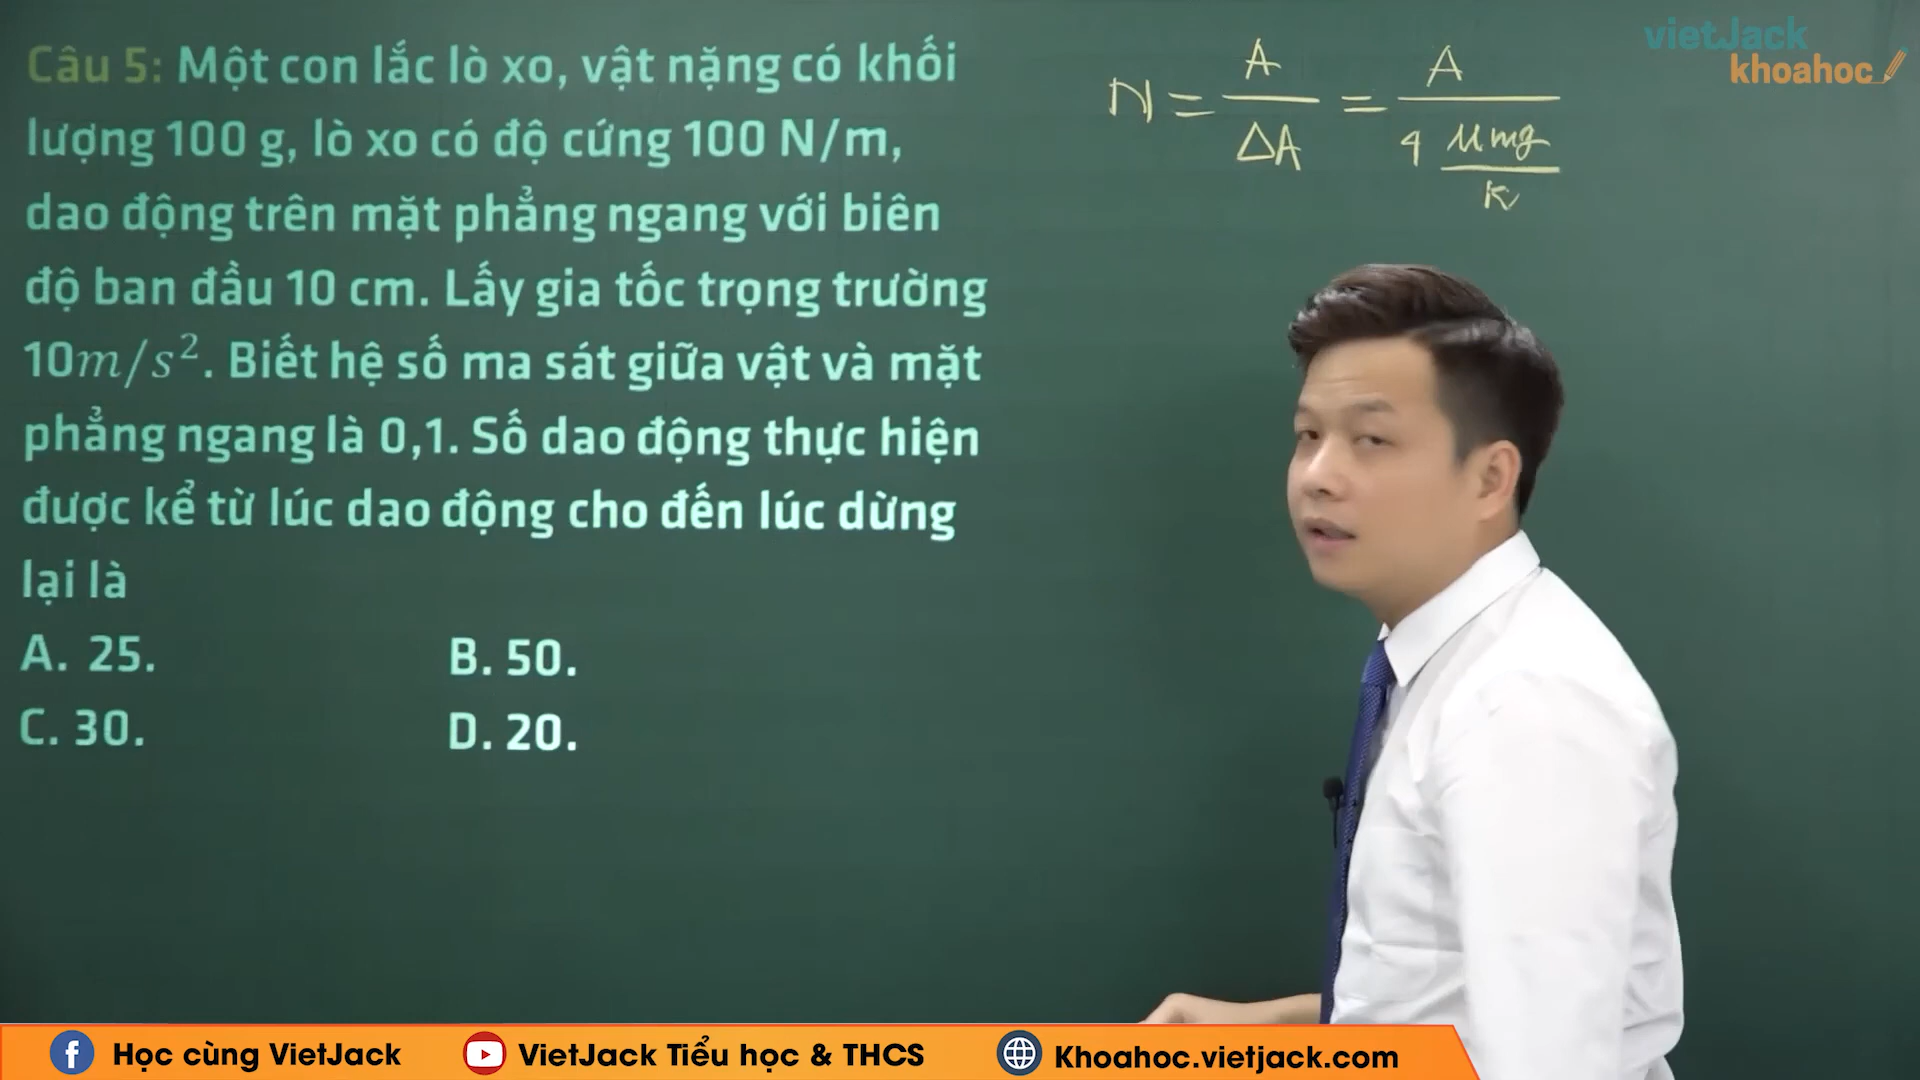 Câu 5: Một con lắc lò xo, vật nặng có khối
lượng 100 g, lò xo có độ cứng 100 N/m,
dao động trên mặt phẳng ngang với biên
độ ban đầu 10 cm. Lấy gia tốc trọng trường
10m/s². Biết hệ số ma sát giữa vật và mặt
phẳng ngang là 0,1. Số dao động thực hiện
được kể từ lúc dao động cho đến lúc dừng
lại là
A. 25. B. 50.
C. 30. D. 20.
N = A/ΔA = A/(4 μmg/k)
vietJack
khoahoc
Học cùng VietJack
VietJack Tiểu học & THCS
Khoahoc.vietjack.com